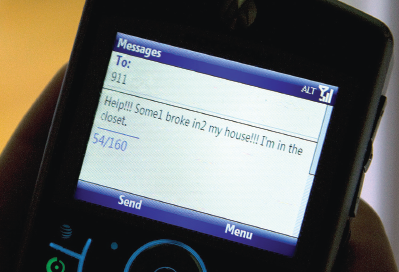 Messages
ALT
To:
911
Help!!! Some1 broke in2 my house!!! I'm in the
closet.
54/160
Send Menu